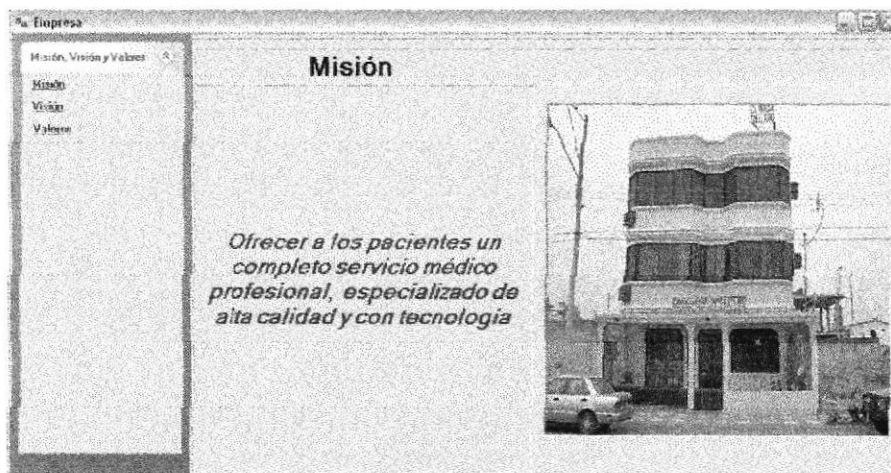 Empresa
Misión, Visión y Valores
Misión
Visión
Valores
Misión
Ofrecer a los pacientes un
completo servicio médico
profesional, especializado de
alta calidad y con tecnología